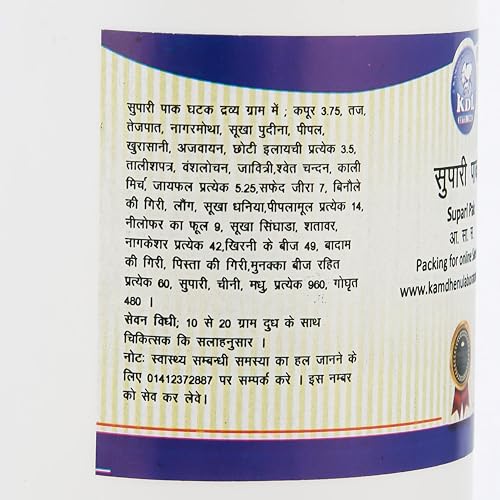 सुपारी पाक घटक द्रव्य ग्राम में ; कपूर 3.75, तज,
तेजपात, नागरमोथा, सूखा पुदीना, पीपल,
खुरासानी, अजवायन, छोटी इलायची प्रत्येक 3.5,
तालीशपत्र, वंशलोचन, जावित्री,श्वेत चन्दन, काली
मिर्च, जायफल प्रत्येक 5.25,सफेद जीरा 7, बिनौले
की गिरी, लौंग, सूखा धनिया,पीपलामूल प्रत्येक 14,
नीलोफर का फूल 9, सूखा सिंघाडा, शतावर,
नागकेशर प्रत्येक 42,खिरनी के बीज 49, बादाम
की गिरी, पिस्ता की गिरी,मुनक्का बीज रहित
प्रत्येक 60, सुपारी, चीनी, मधु, प्रत्येक 960, गोघृत
480 ।
सेवन विधी; 10 से 20 ग्राम दुध के साथ
चिकित्सक कि सलाहनुसार ।
नोटः स्वास्थ्य सम्बन्धी समस्या का हल जानने के
लिए 01412372887 पर सम्पर्क करे । इस नम्बर
को सेव कर लेवे।
KDL
सुपारी
Supari
आ. सा. स
Packing for online
www.kamdhenulabora